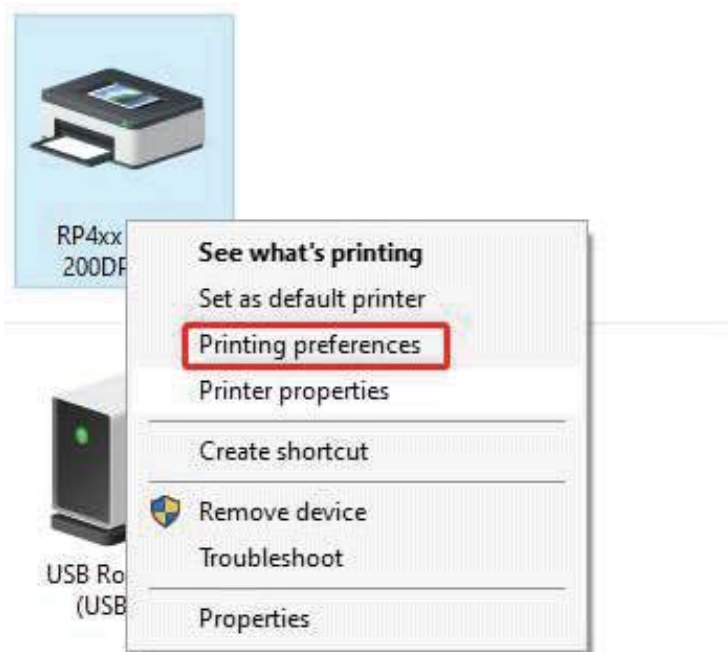 RP4xx
200DP
See what's printing
Set as default printer
Printing preferences
Printer properties
Create shortcut
Remove device
Troubleshoot
USB Ro
(USB
Properties